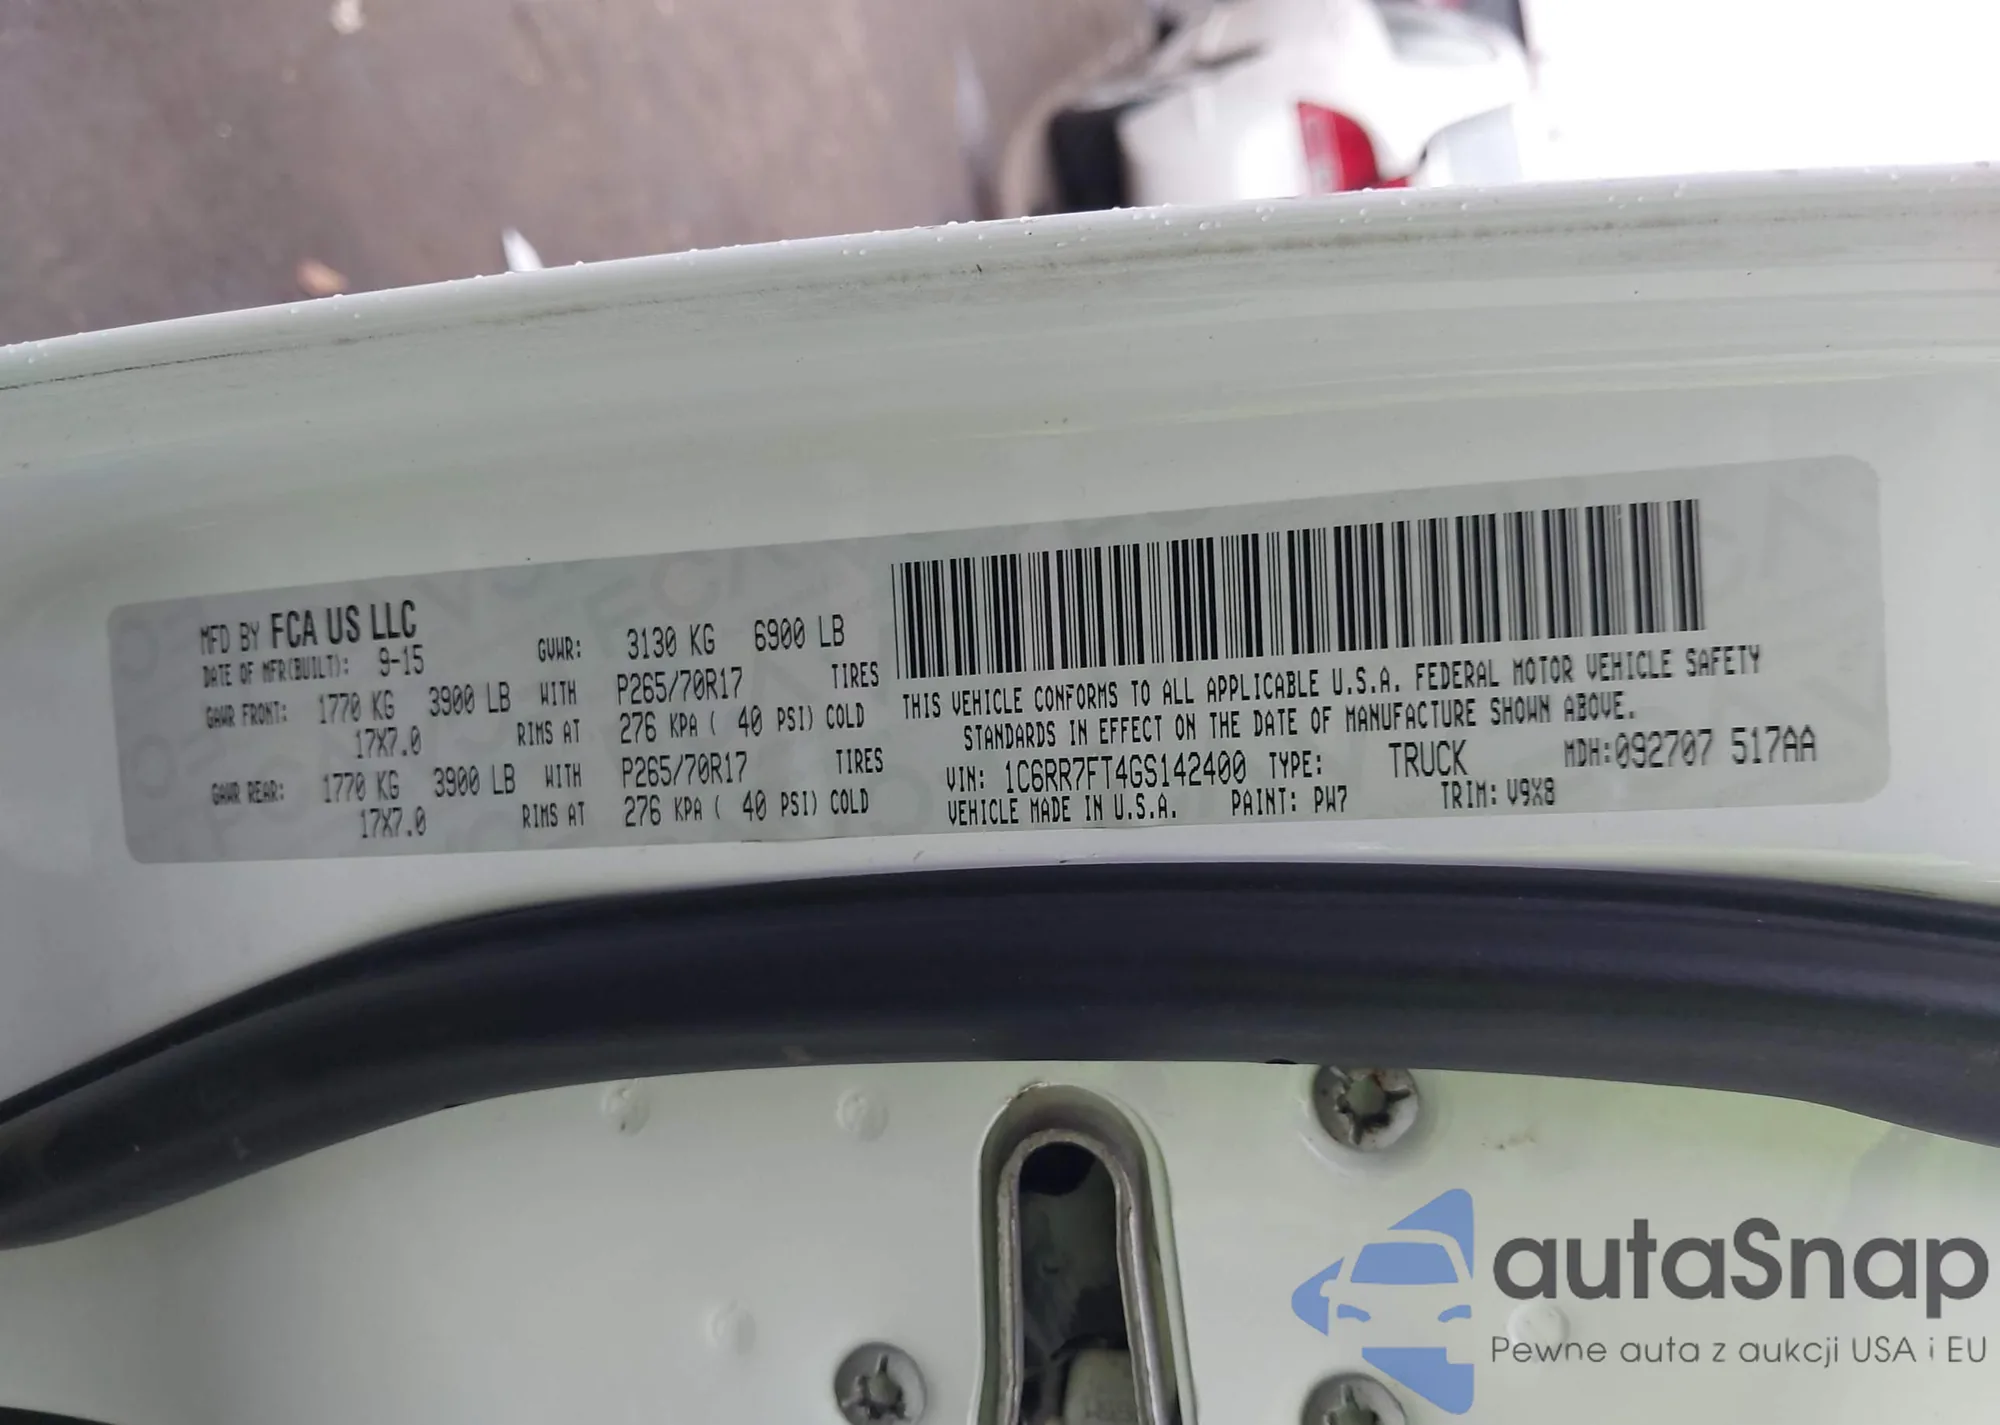 MFD BY FCA US LLC
DATE OF MFR(BUILT): 9-15 GVWR: 3130 KG 6900 LB
GAWR FRONT: 1770 KG 3900 LB WITH P265/70R17 TIRES
17X7.0 RIMS AT 276 KPA ( 40 PSI) COLD
GAWR REAR: 1770 KG 3900 LB WITH P265/70R17 TIRES
17X7.0 RIMS AT 276 KPA ( 40 PSI) COLD
THIS VEHICLE CONFORMS TO ALL APPLICABLE U.S.A. FEDERAL MOTOR VEHICLE SAFETY
STANDARDS IN EFFECT ON THE DATE OF MANUFACTURE SHOWN ABOVE.
VIN: 1C6RR7FT4GS142400 TYPE: TRUCK MDH:092707 517AA
VEHICLE MADE IN U.S.A. PAINT: PW7 TRIM: V9X8
autaSnap
Pewne auta z aukcji USA i EU